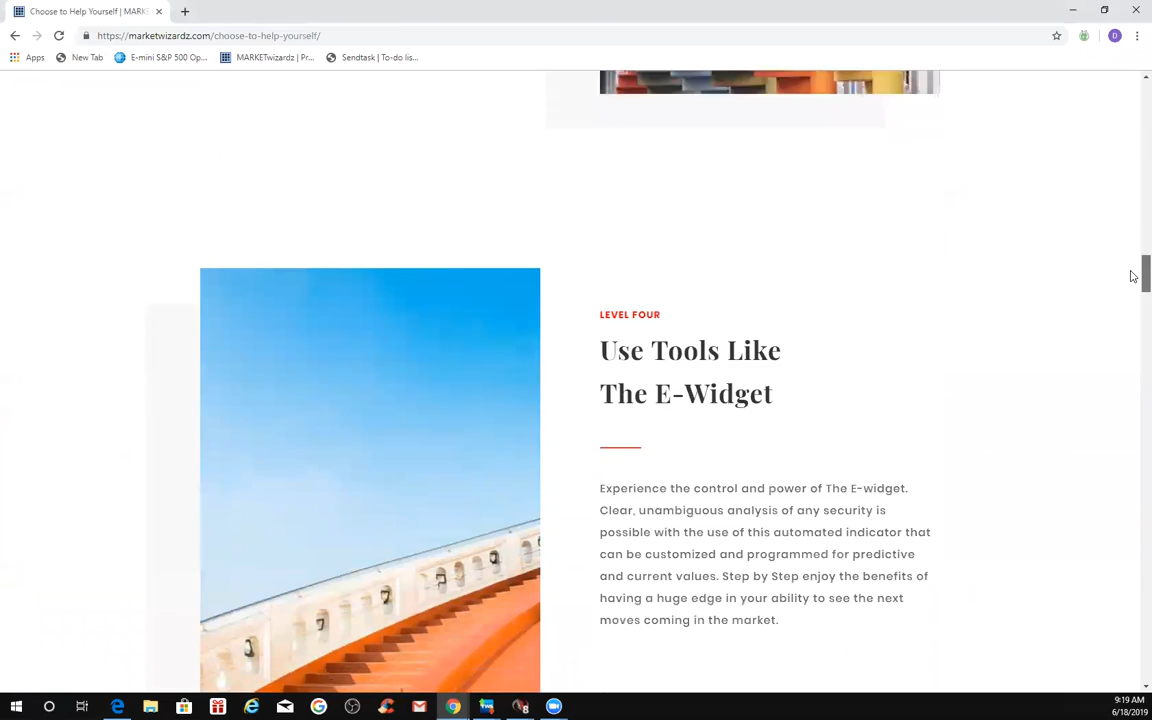 Choose to Help Yourself | MARK
https://marketwizardz.com/choose-to-help-yourself/
D
Apps
New Tab
E-mini S&P 500 Op...
MARKETwizardz | Pr...
Sendtask | To-do lis...
LEVEL FOUR
Use Tools Like
The E-Widget
Experience the control and power of The E-widget.
Clear, unambiguous analysis of any security is
possible with the use of this automated indicator that
can be customized and programmed for predictive
and current values. Step by Step enjoy the benefits of
having a huge edge in your ability to see the next
moves coming in the market.
9:19 AM
6/18/2019